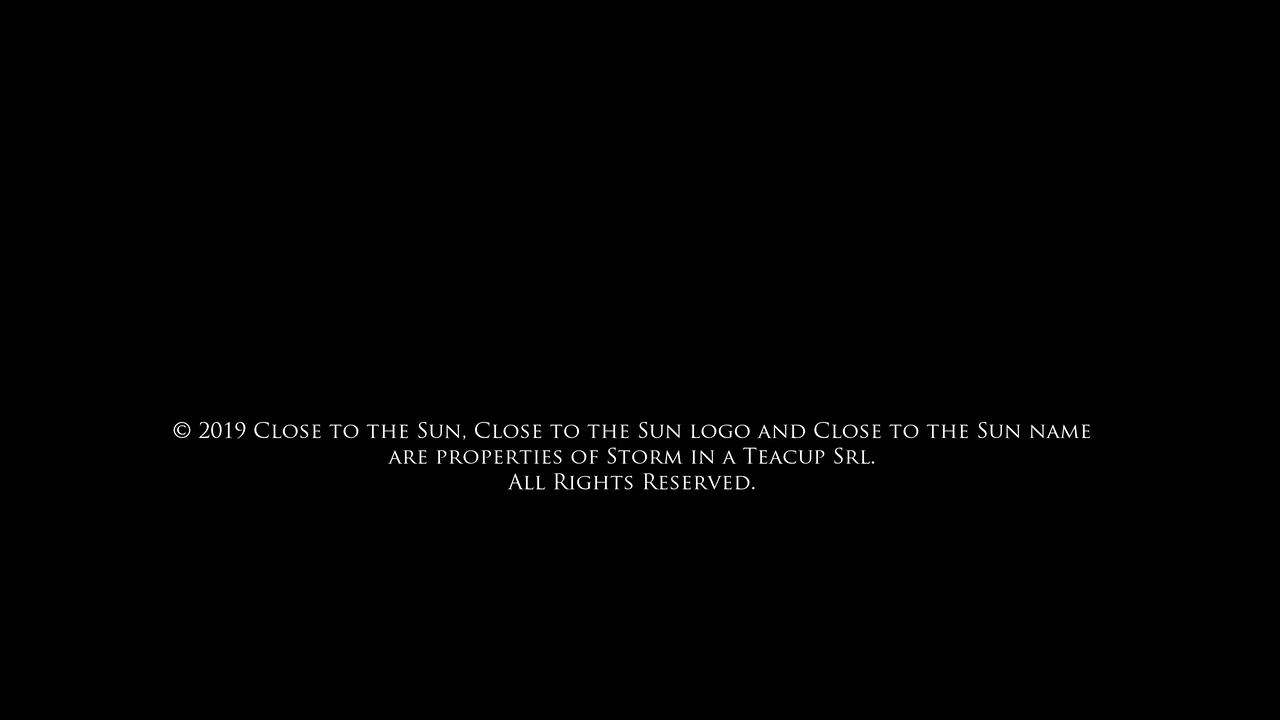 © 2019 Close to the Sun, Close to the Sun logo and Close to the Sun name
are properties of Storm in a Teacup Srl.
All Rights Reserved.